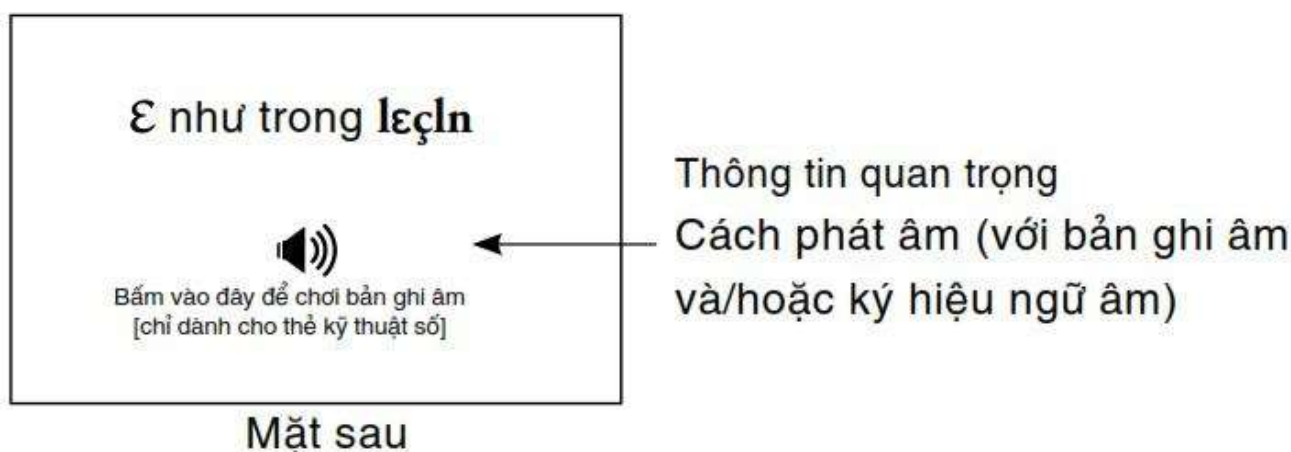 ε như trong lɛçln
Bấm vào đây để chơi bản ghi âm
[chỉ dành cho thẻ kỹ thuật số]
Mặt sau
Thông tin quan trọng
Cách phát âm (với bản ghi âm
và/hoặc ký hiệu ngữ âm)